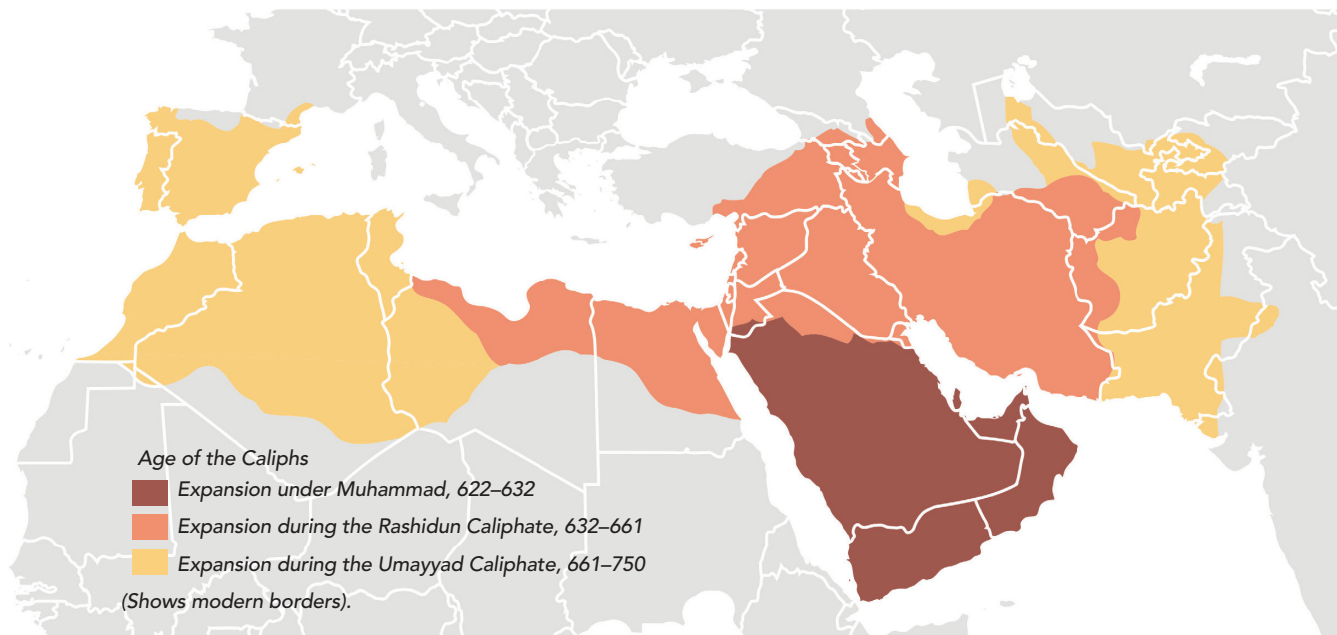 Age of the Caliphs
Expansion under Muhammad, 622–632
Expansion during the Rashidun Caliphate, 632–661
Expansion during the Umayyad Caliphate, 661–750
(Shows modern borders).